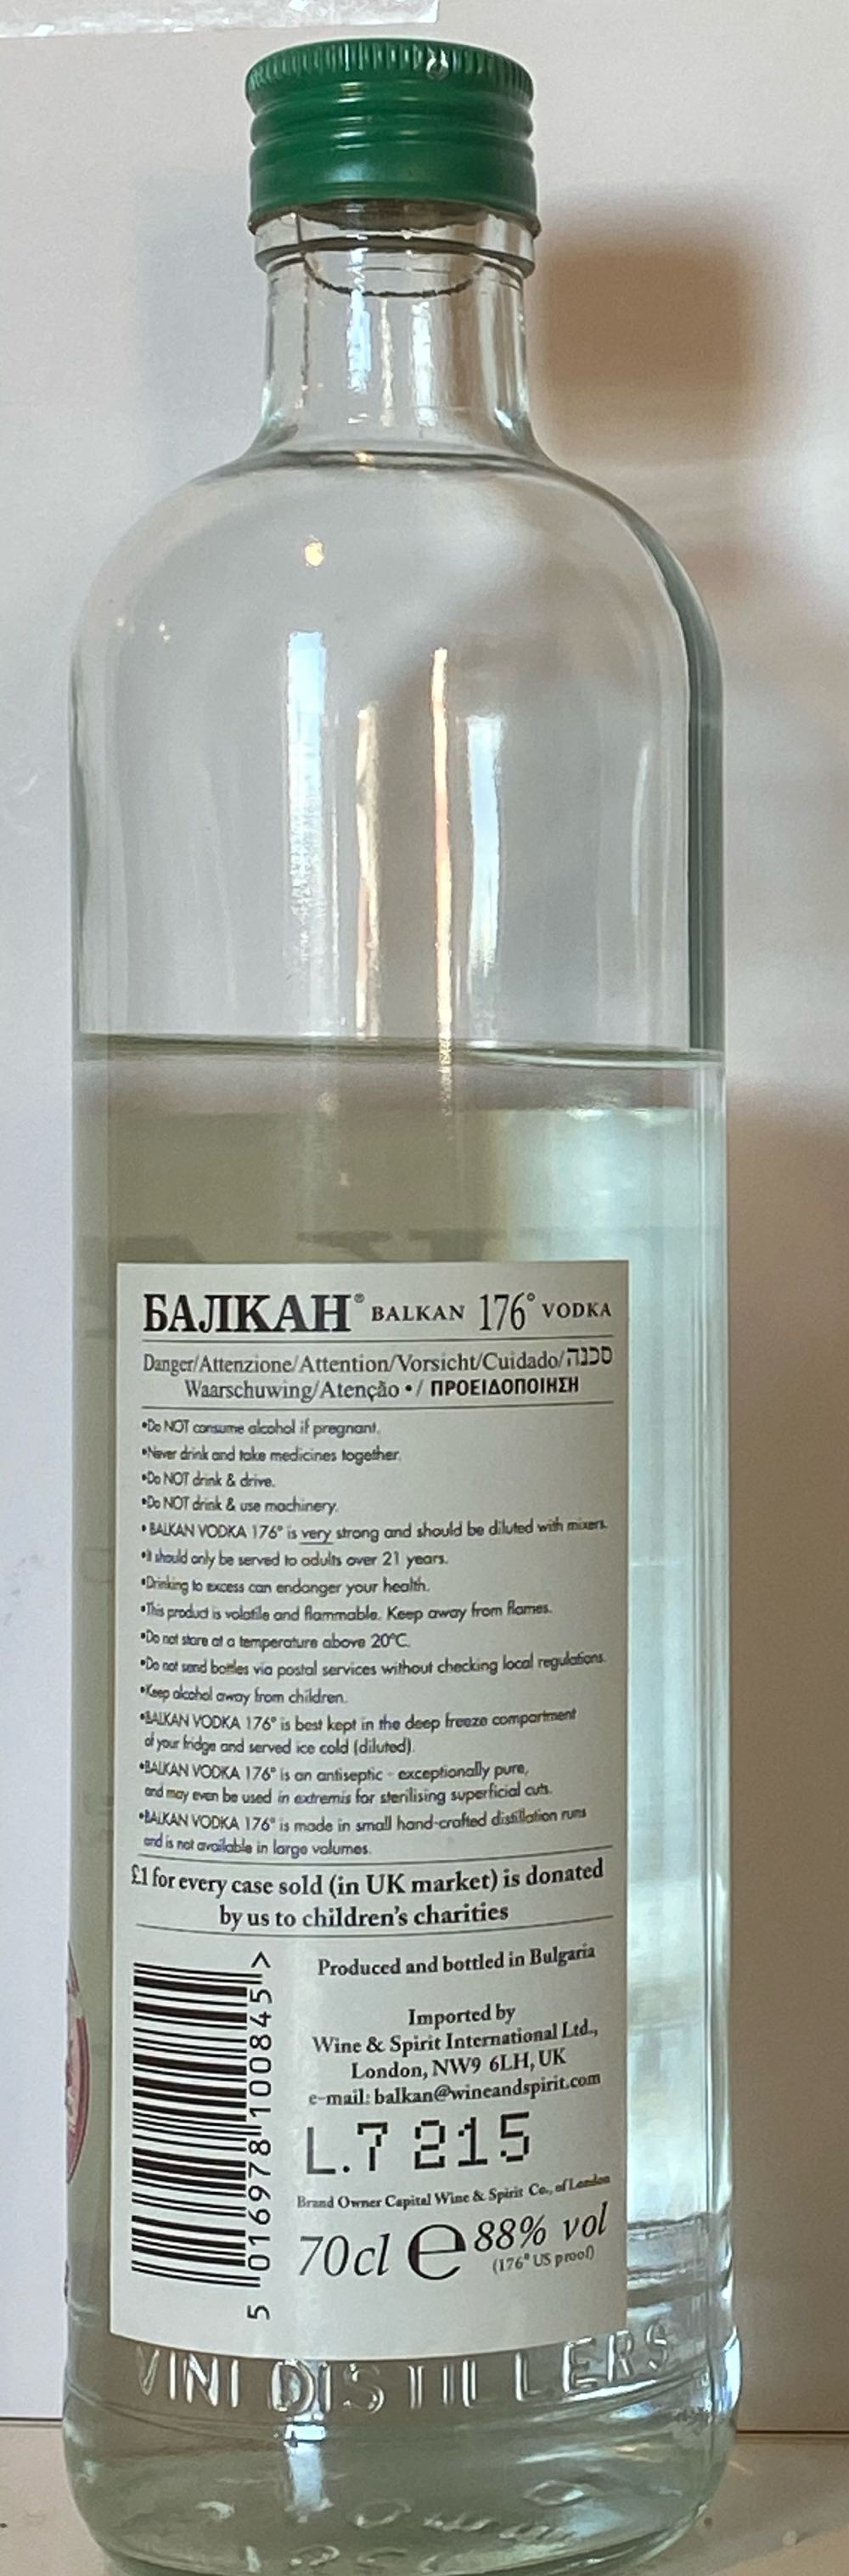 БАЛКАН® BALKAN 176° VODKA
Danger/Attenzione/Attention/Vorsicht/Cuidado/סכנה
Waarschuwing/Atenção • / ΠΡΟΕΙΔΟΠΟΙΗΣΗ
•Do NOT consume alcohol if pregnant.
•Never drink and take medicines together.
•Do NOT drink & drive.
•Do NOT drink & use machinery.
• BALKAN VODKA 176° is very strong and should be diluted with mixers.
•It should only be served to adults over 21 years.
•Drinking to excess can endanger your health.
•This product is volatile and flammable. Keep away from flames.
•Do not store at a temperature above 20°C.
•Do not send bottles via postal services without checking local regulations.
•Keep alcohol away from children.
•BALKAN VODKA 176° is best kept in the deep freeze compartment
of your fridge and served ice cold (diluted).
•BALKAN VODKA 176° is an antiseptic - exceptionally pure,
and may even be used in extremis for sterilising superficial cuts.
•BALKAN VODKA 176° is made in small hand-crafted distillation runs
and is not available in large volumes.
£1 for every case sold (in UK market) is donated
by us to children's charities
5 016978 100845 >
Produced and bottled in Bulgaria
Imported by
Wine & Spirit International Ltd.,
London, NW9 6LH, UK
e-mail: balkan@wineandspirit.com
L.7 215
Brand Owner Capital Wine & Spirit Co., of London
70cl e 88% vol
(176° US proof)
VINI DISTILLERS